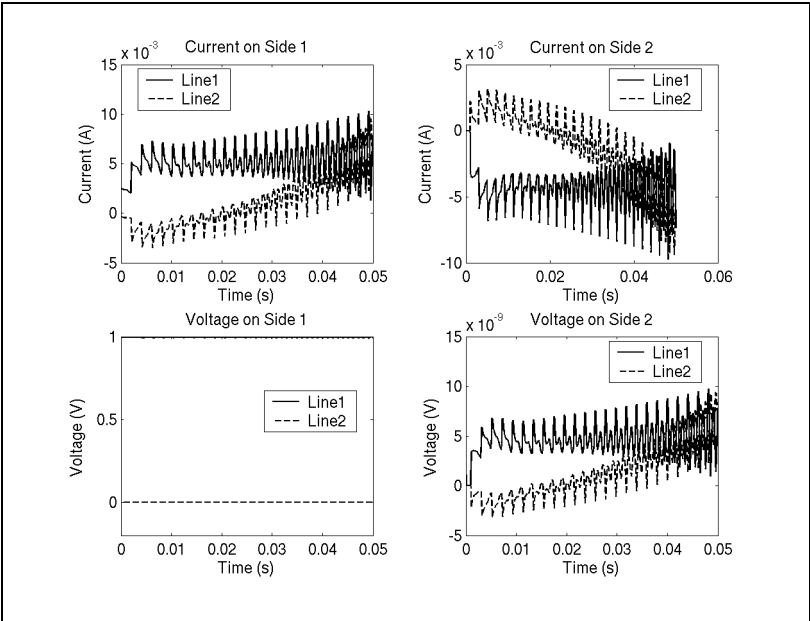 Current on Side 1
x 10-3
Line1
Line2
15
10
5
0
-5
Current (A)
0 0.01 0.02 0.03 0.04 0.05
Time (s)
Current on Side 2
x 10-3
Line1
Line2
5
0
-5
-10
Current (A)
0 0.02 0.04 0.06
Time (s)
Voltage on Side 1
Line1
Line2
1
0.5
0
Voltage (V)
0 0.01 0.02 0.03 0.04 0.05
Time (s)
Voltage on Side 2
x 10-9
Line1
Line2
15
10
5
0
-5
Voltage (V)
0 0.01 0.02 0.03 0.04 0.05
Time (s)